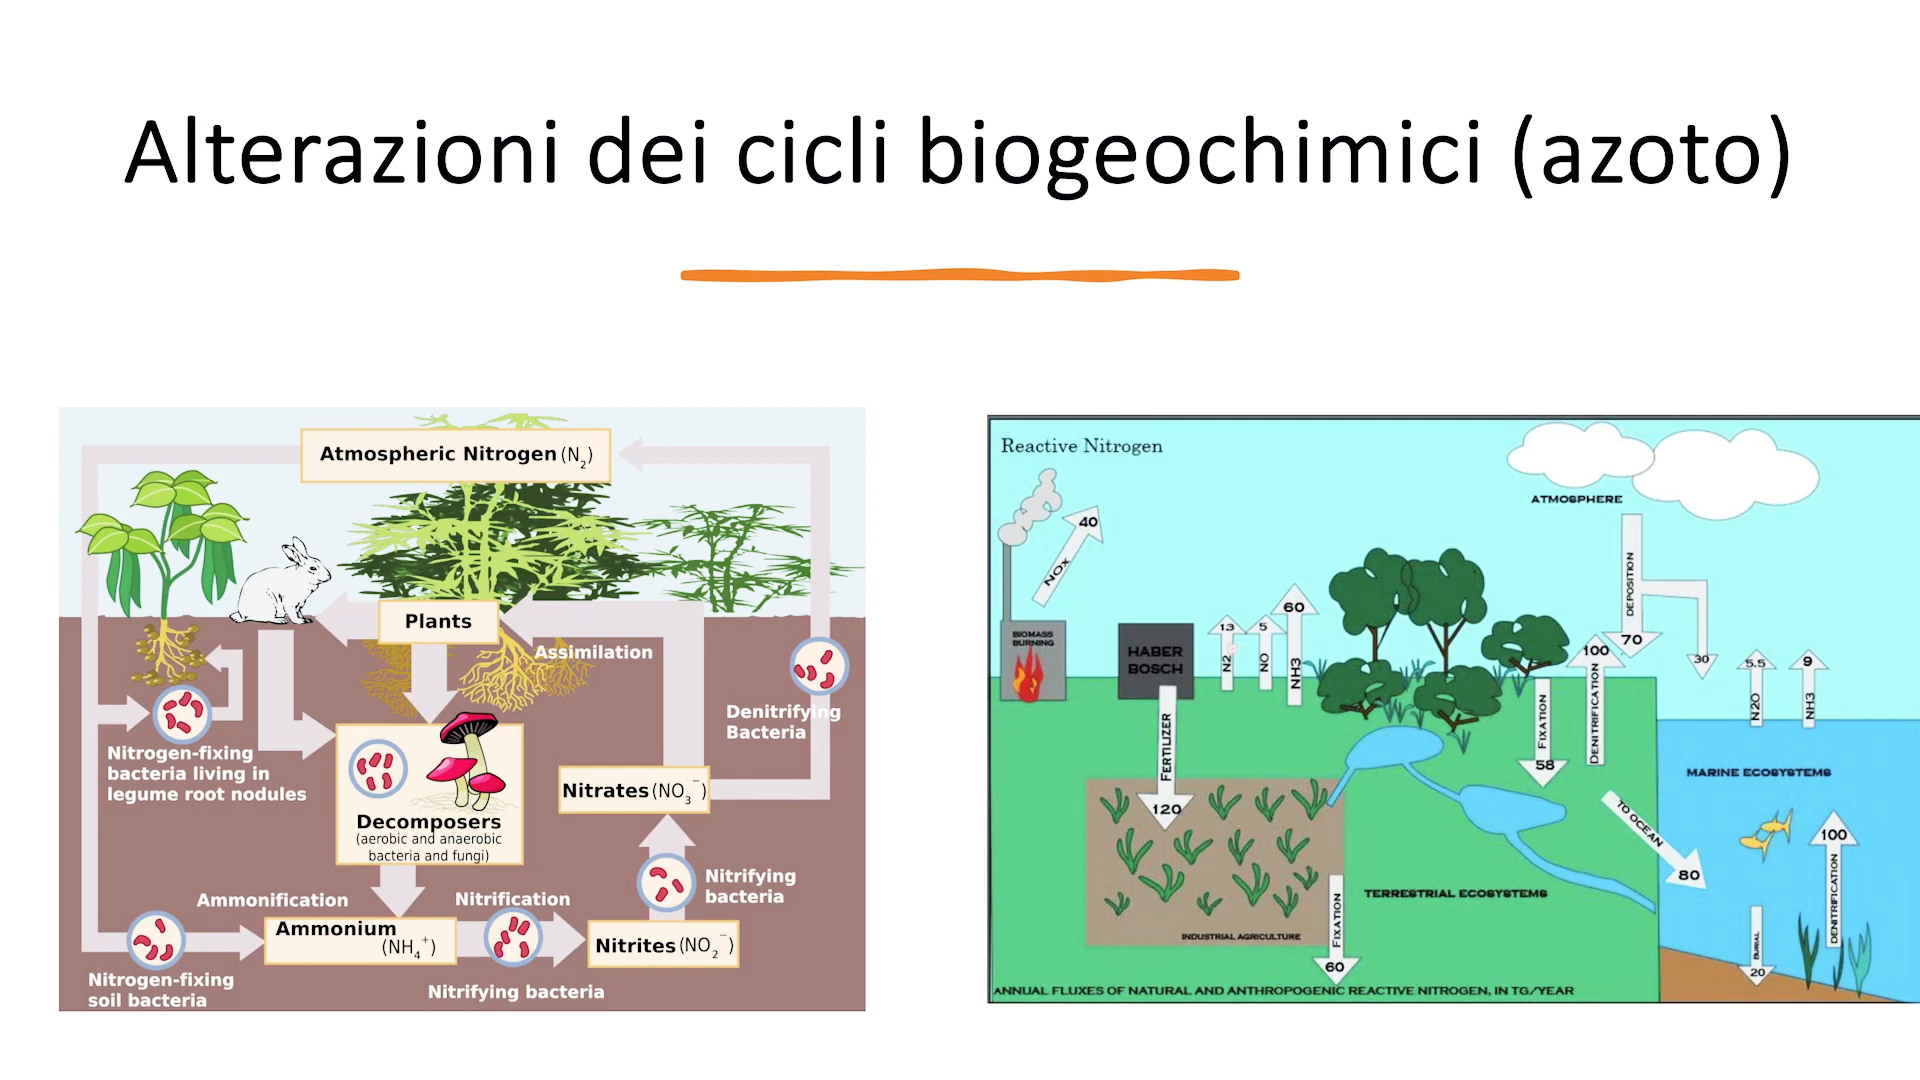 Alterazioni dei cicli biogeochimici (azoto)
Atmospheric Nitrogen (N2)
Plants
Assimilation
Denitrifying
Bacteria
Nitrogen-fixing
bacteria living in
legume root nodules
Nitrates (NO3−)
Decomposers
(aerobic and anaerobic
bacteria and fungi)
Nitrifying
bacteria
Ammonification
Nitrification
Ammonium
(NH4+)
Nitrites (NO2−)
Nitrogen-fixing
soil bacteria
Nitrifying bacteria
Reactive Nitrogen
ATMOSPHERE
40
NOx
BIOMASS
BURNING
HABER
BOSCH
13
N2
5
NO
60
NH3
DEPOSITION
70
30
100
DENITRIFICATION
FIXATION
58
5.5
N2O
9
NH3
FERTILIZER
120
MARINE ECOSYSTEMS
TO OCEAN
80
100
DENITRIFICATION
TERRESTRIAL ECOSYSTEMS
FIXATION
60
INDUSTRIAL AGRICULTURE
BURIAL
20
ANNUAL FLUXES OF NATURAL AND ANTHROPOGENIC REACTIVE NITROGEN, IN TG/YEAR